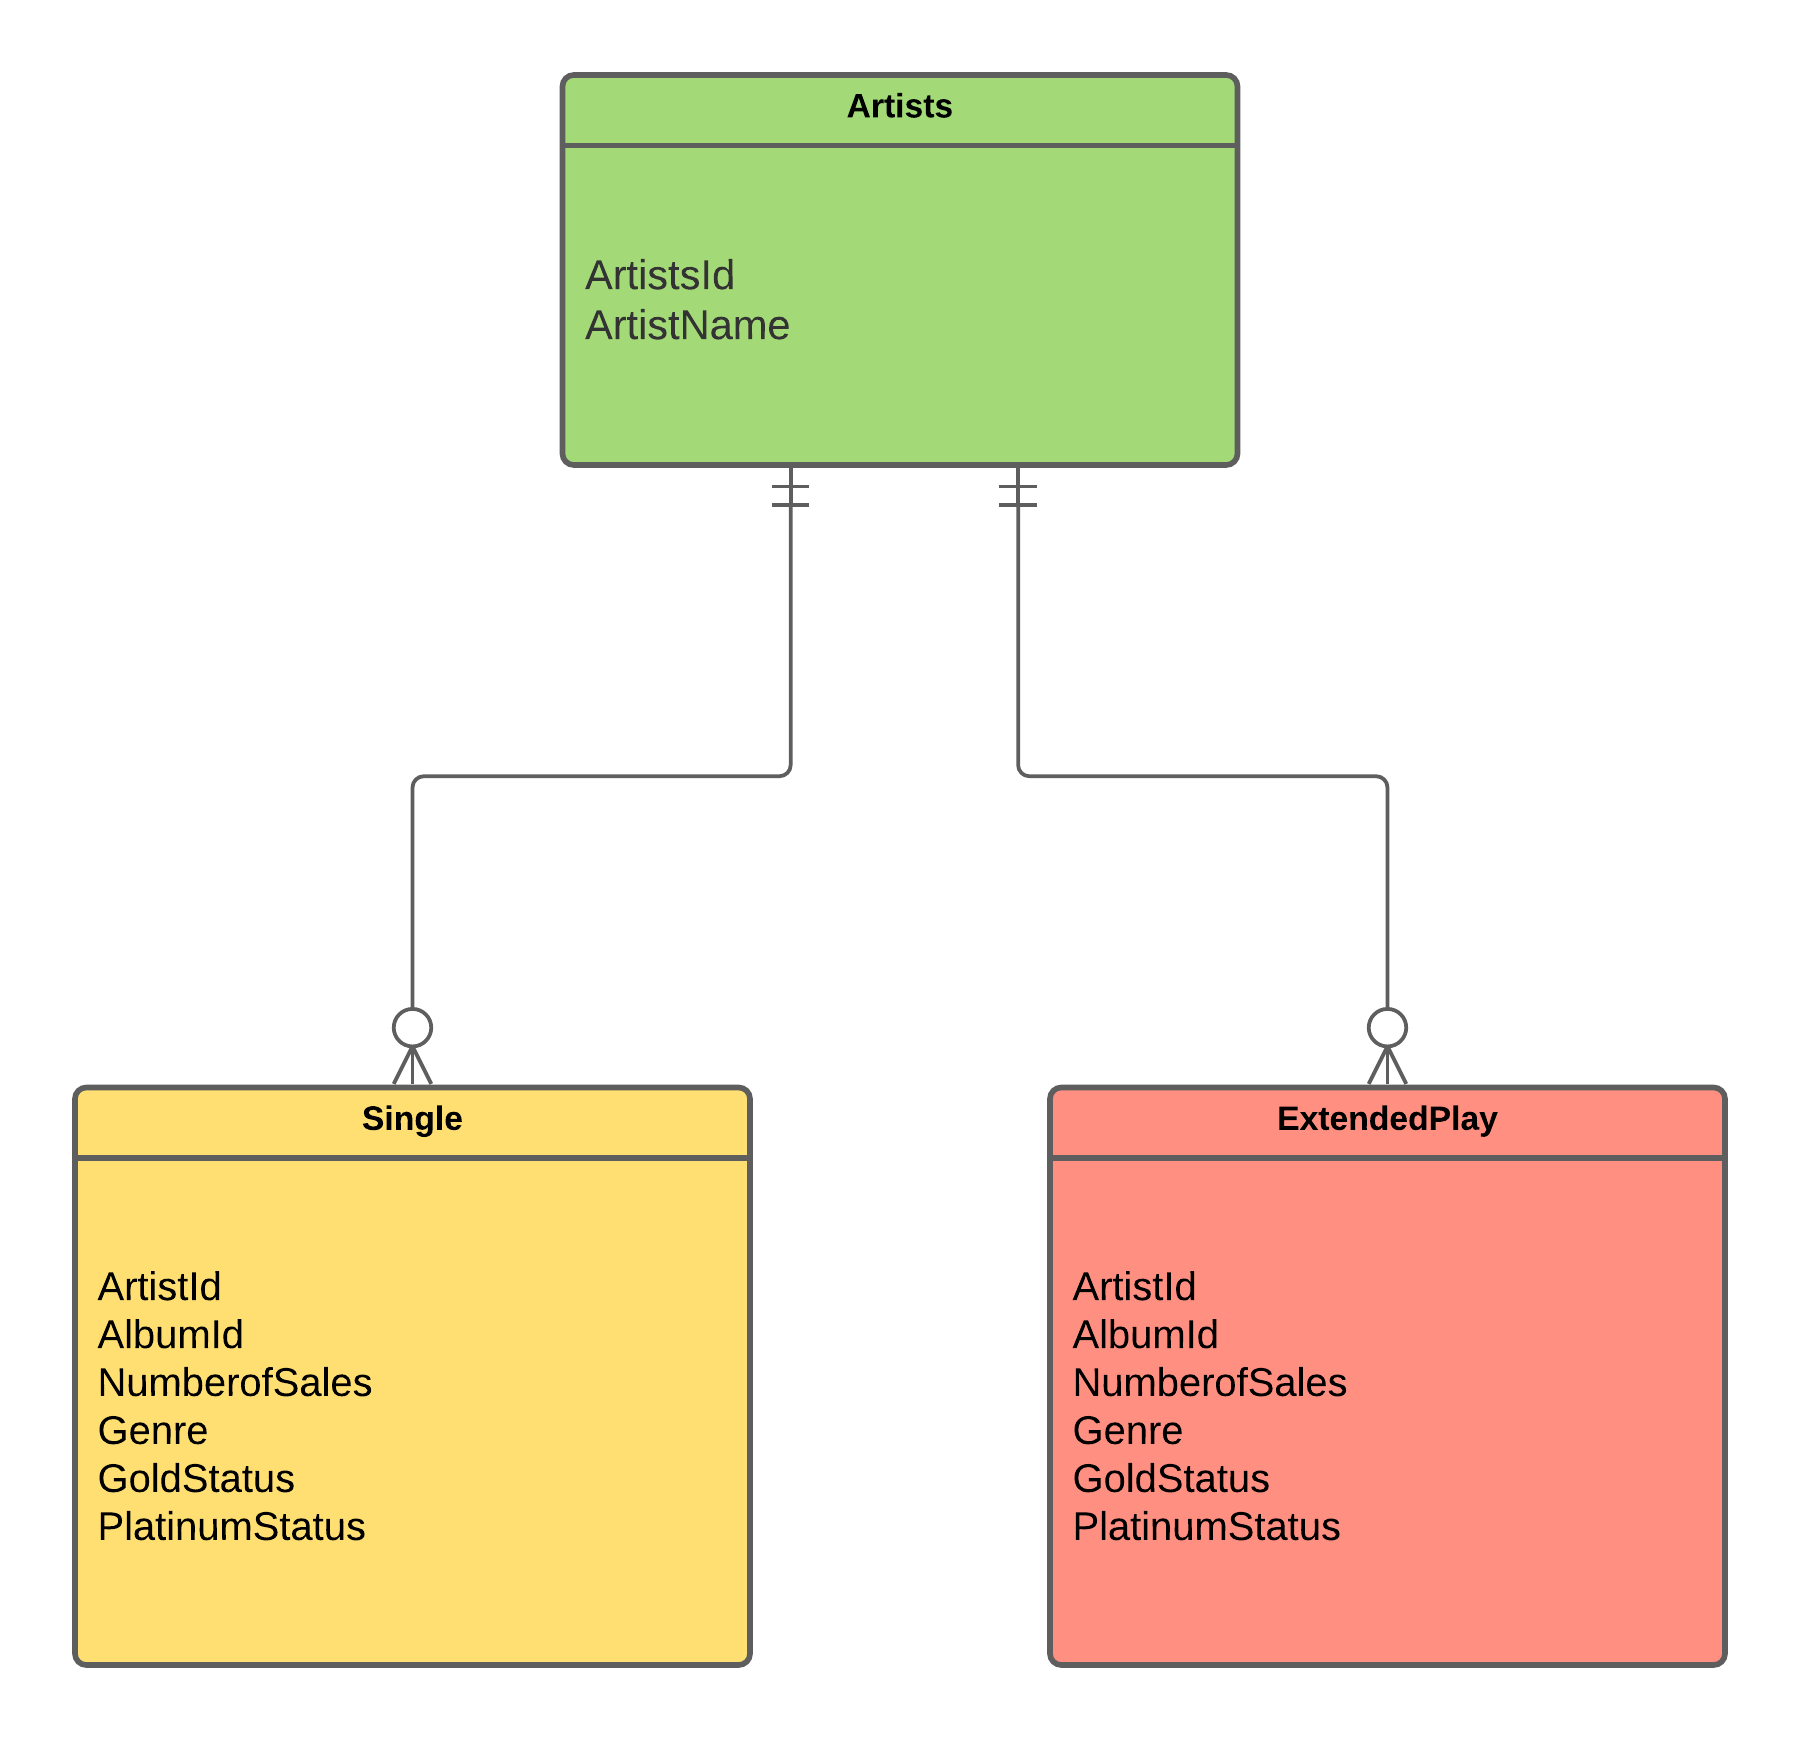 Artists
ArtistsId
ArtistName
Single
ArtistId
AlbumId
NumberofSales
Genre
GoldStatus
PlatinumStatus
ExtendedPlay
ArtistId
AlbumId
NumberofSales
Genre
GoldStatus
PlatinumStatus